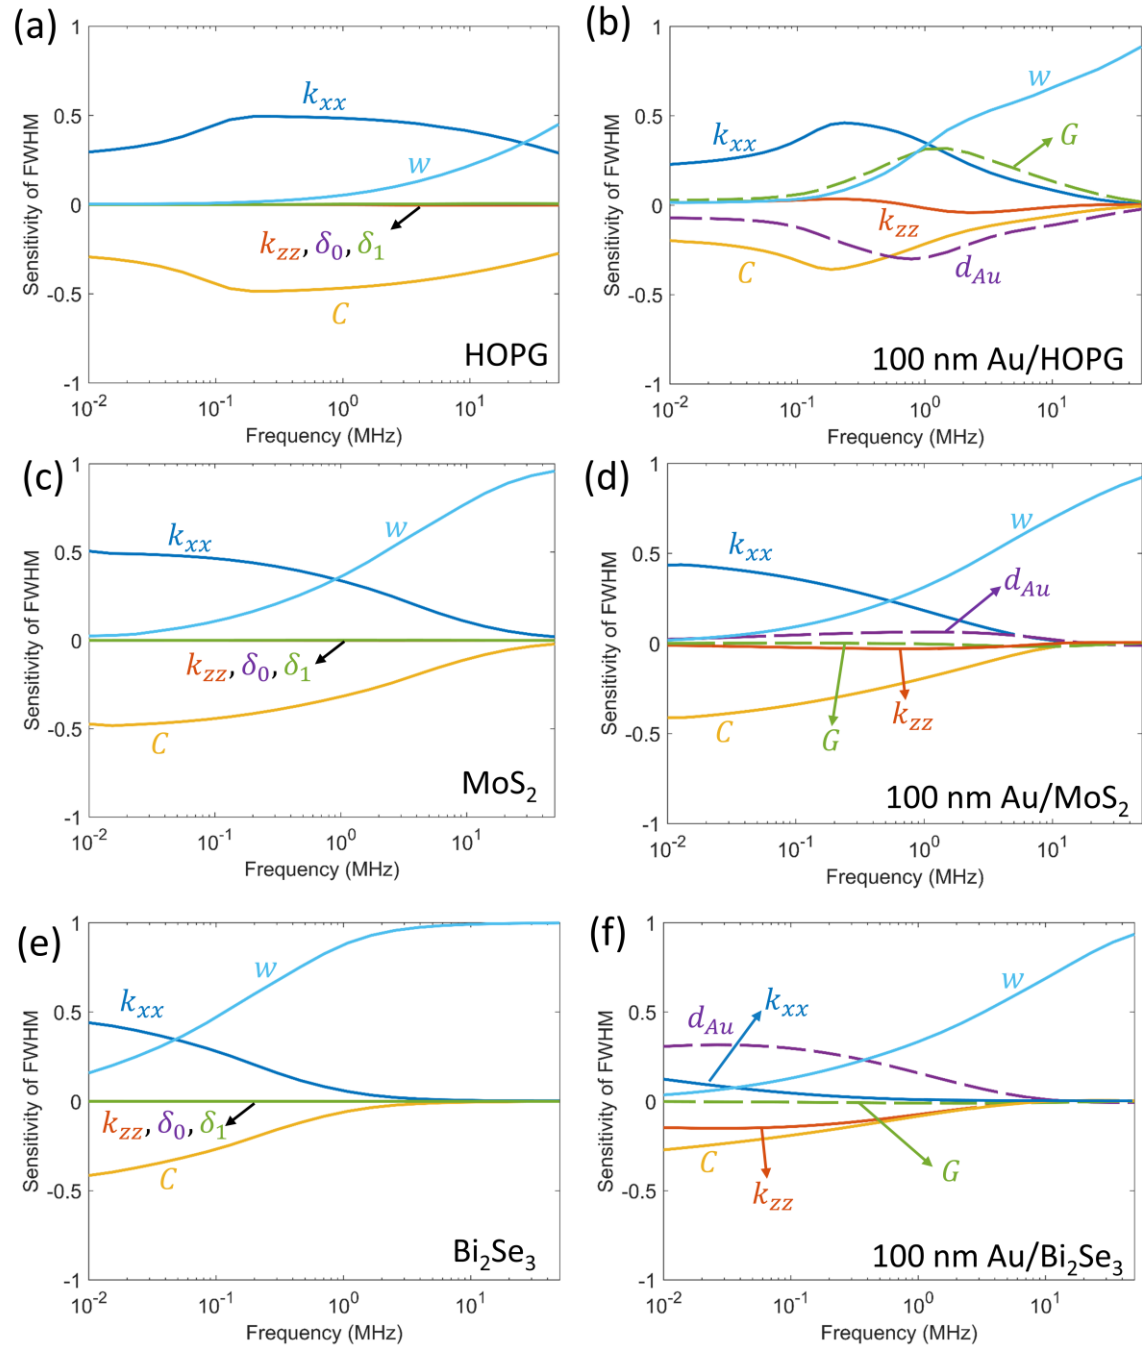 (a)
1
0.5
0
-0.5
-1
Sensitivity of FWHM
k_xx
w
k_zz, δ_0, δ_1
C
HOPG
10^-2 10^-1 10^0 10^1
Frequency (MHz)
(b)
1
0.5
0
-0.5
-1
Sensitivity of FWHM
w
k_xx
G
k_zz
C
d_Au
100 nm Au/HOPG
10^-2 10^-1 10^0 10^1
Frequency (MHz)
(c)
1
0.5
0
-0.5
-1
Sensitivity of FWHM
k_xx
w
k_zz, δ_0, δ_1
C
MoS₂
10^-2 10^-1 10^0 10^1
Frequency (MHz)
(d)
1
0.5
0
-0.5
-1
Sensitivity of FWHM
w
k_xx
d_Au
k_zz
C
G
100 nm Au/MoS₂
10^-2 10^-1 10^0 10^1
Frequency (MHz)
(e)
1
0.5
0
-0.5
-1
Sensitivity of FWHM
w
k_xx
k_zz, δ_0, δ_1
C
Bi₂Se₃
10^-2 10^-1 10^0 10^1
Frequency (MHz)
(f)
1
0.5
0
-0.5
-1
Sensitivity of FWHM
w
k_xx
d_Au
C
G
k_zz
100 nm Au/Bi₂Se₃
10^-2 10^-1 10^0 10^1
Frequency (MHz)